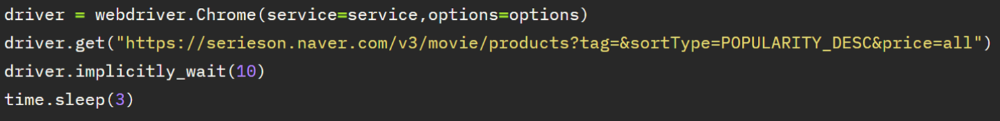 driver = webdriver.Chrome(service=service,options=options)
driver.get("https://serieson.naver.com/v3/movie/products?tag=&sortType=POPULARITY_DESC&price=all")
driver.implicitly_wait(10)
time.sleep(3)